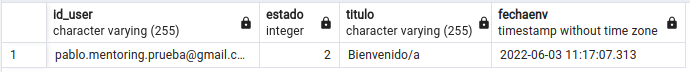 id_user estado titulo fechaenv
character varying (255) integer character varying (255) timestamp without time zone
1 pablo.mentoring.prueba@gmail.c... 2 Bienvenido/a 2022-06-03 11:17:07.313